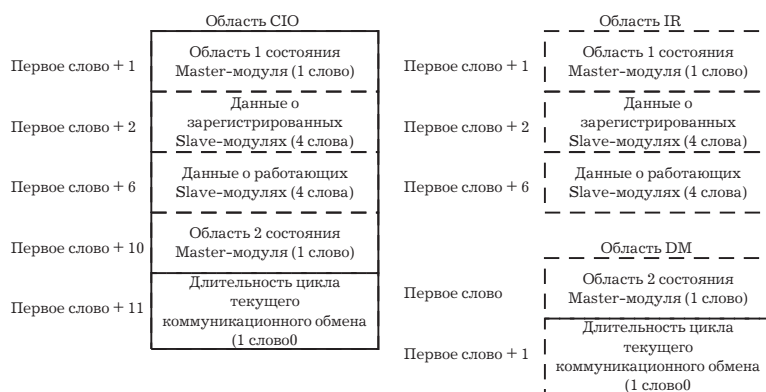 Область CIO
Первое слово + 1
Область 1 состояния
Master-модуля (1 слово)
Первое слово + 2
Данные о
зарегистрированных
Slave-модулях (4 слова)
Первое слово + 6
Данные о работающих
Slave-модулях (4 слова)
Первое слово + 10
Область 2 состояния
Master-модуля (1 слово)
Первое слово + 11
Длительность цикла
текущего
коммуникационного обмена
(1 слово0
Область IR
Первое слово + 1
Область 1 состояния
Master-модуля (1 слово)
Первое слово + 2
Данные о
зарегистрированных
Slave-модулях (4 слова)
Первое слово + 6
Данные о работающих
Slave-модулях (4 слова)
Область DM
Первое слово
Область 2 состояния
Master-модуля (1 слово)
Первое слово + 1
Длительность цикла
текущего
коммуникационного обмена
(1 слово0